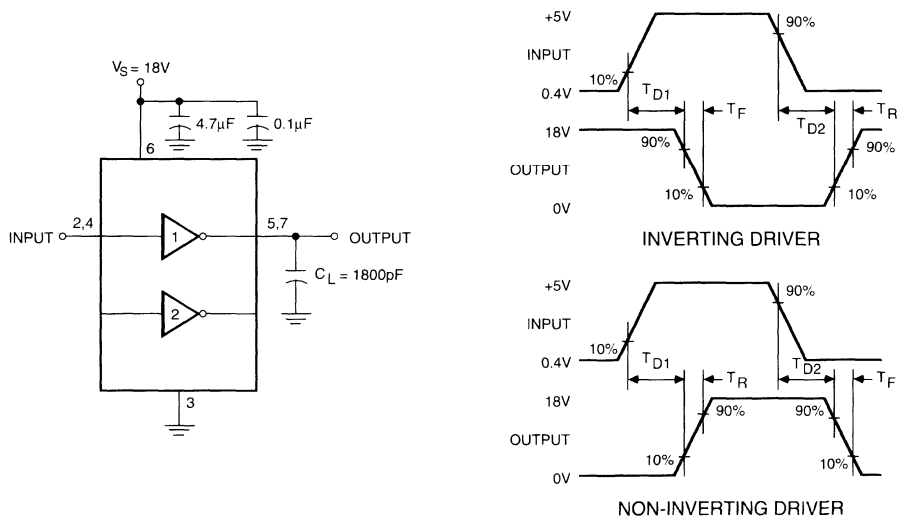 V_S = 18V
4.7µF
0.1µF
6
INPUT
2,4
1
5,7
OUTPUT
C_L = 1800pF
2
3
+5V
INPUT
90%
10%
0.4V
T_D1
T_F
T_D2
T_R
18V
90%
90%
OUTPUT
10%
10%
0V
INVERTING DRIVER
+5V
INPUT
90%
10%
0.4V
T_D1
T_R
T_D2
T_F
18V
90%
90%
OUTPUT
10%
10%
0V
NON-INVERTING DRIVER